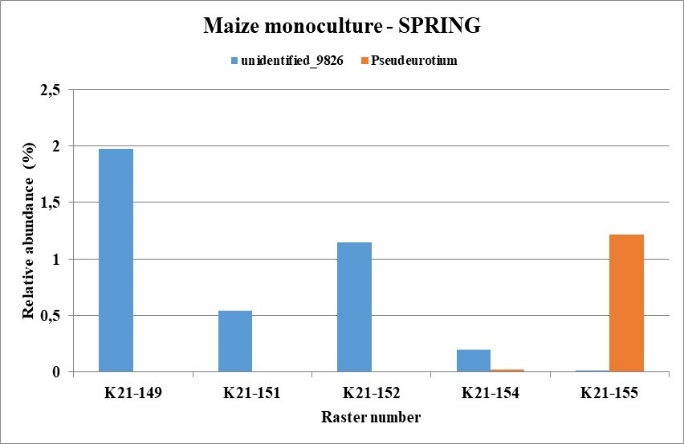 Maize monoculture - SPRING
unidentified_9826 Pseudeurotium
Relative abundance (%)
2,5
2
1,5
1
0,5
0
K21-149 K21-151 K21-152 K21-154 K21-155
Raster number